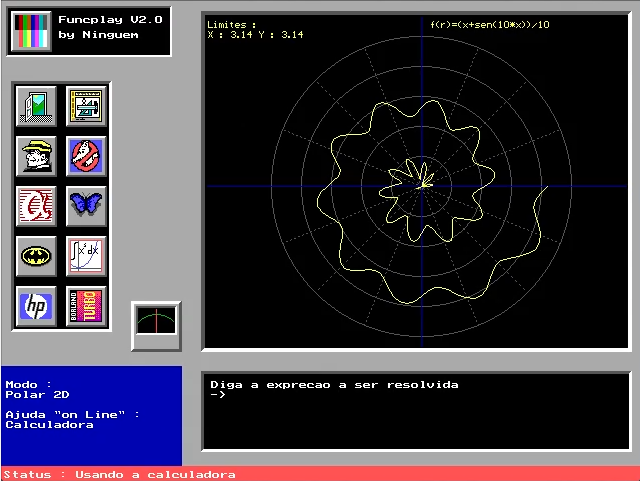 Funcplay V2.0
by Ninguem
Limites :
X : 3.14 Y : 3.14
f(r)=(x+sen(10*x))/10
α
∫x²dx
hp
BORLAND
TURBO
Modo :
Polar 2D
Ajuda "on Line" :
Calculadora
Diga a exprecao a ser resolvida
->
Status : Usando a calculadora